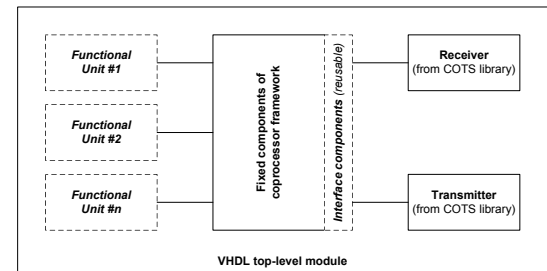 Functional
Unit #1
Functional
Unit #2
Functional
Unit #n
Fixed components of
coprocessor framework
Interface components (reusable)
Receiver
(from COTS library)
Transmitter
(from COTS library)
VHDL top-level module